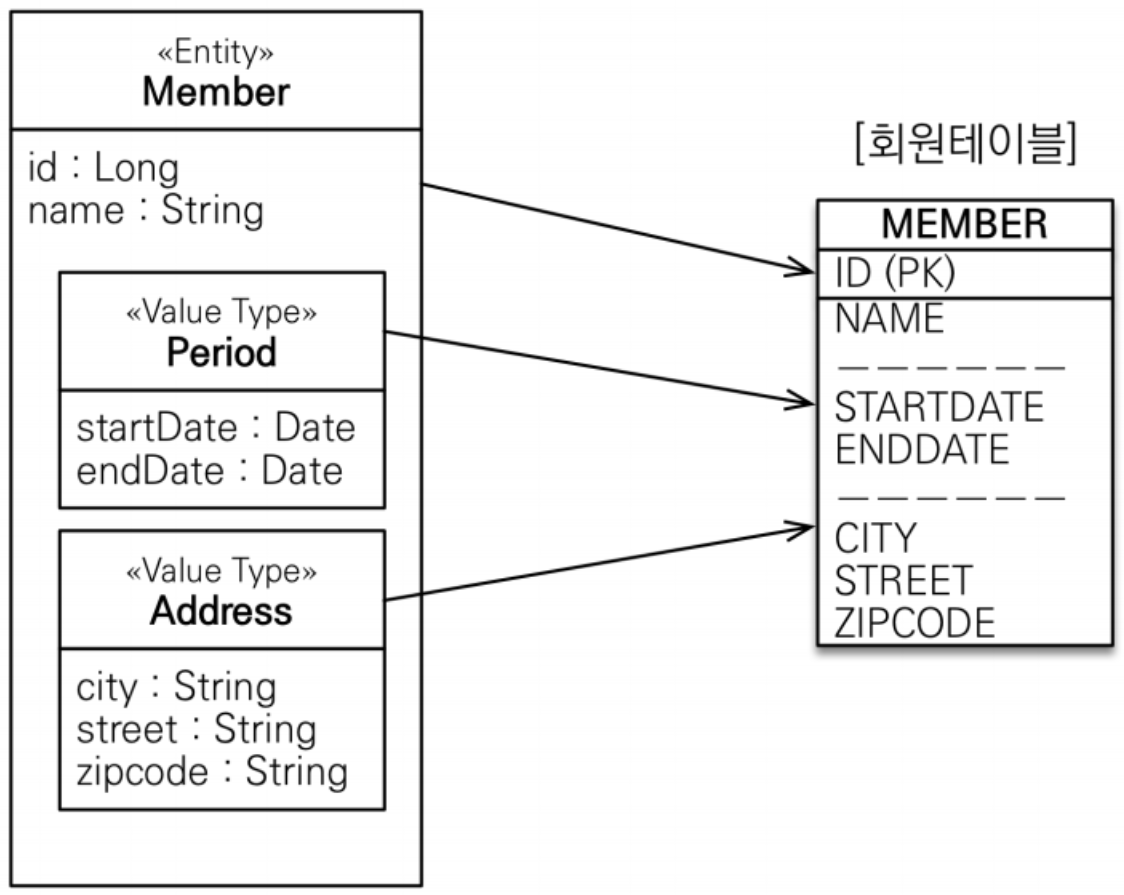 «Entity»
Member
id : Long
name : String
«Value Type»
Period
startDate : Date
endDate : Date
«Value Type»
Address
city : String
street : String
zipcode : String
[회원테이블]
MEMBER
ID (PK)
NAME
STARTDATE
ENDDATE
CITY
STREET
ZIPCODE